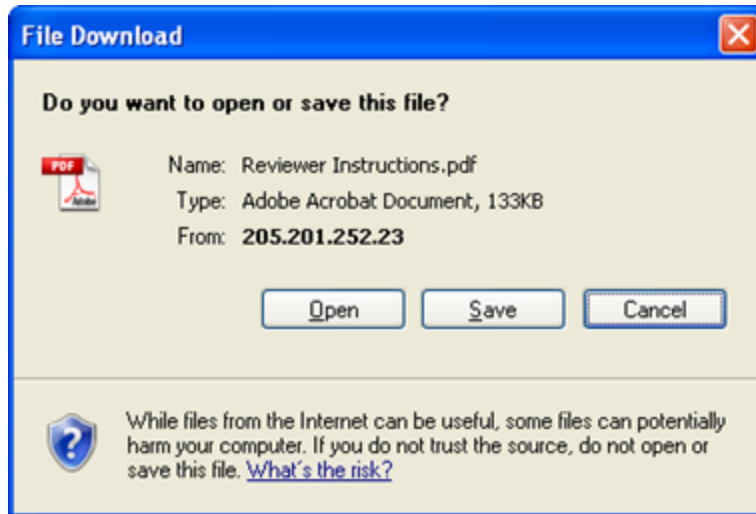 File Download
Do you want to open or save this file?
PDF
Adobe
Name: Reviewer Instructions.pdf
Type: Adobe Acrobat Document, 133KB
From: 205.201.252.23
Open Save Cancel
While files from the Internet can be useful, some files can potentially
harm your computer. If you do not trust the source, do not open or
save this file. What's the risk?